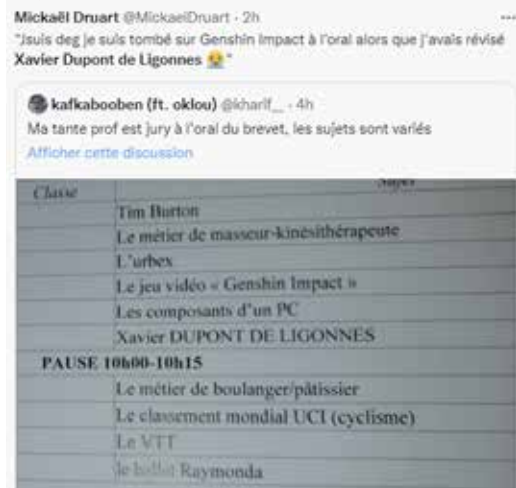 Mickaël Druart @MickaelDruart · 2h
"Jsuis deg je suis tombé sur Genshin Impact à l'oral alors que j'avais révisé
Xavier Dupont de Ligonnes 😭"
kafkabooben (ft. oklou) @kharif__ · 4h
Ma tante prof est jury à l'oral du brevet, les sujets sont variés
Afficher cette discussion
Classe Sujet
Tim Burton
Le métier de masseur-kinésithérapeute
L'urbex
Le jeu vidéo « Genshin Impact »
Les composants d'un PC
Xavier DUPONT DE LIGONNES
PAUSE 10h00-10h15
Le métier de boulanger/pâtissier
Le classement mondial UCI (cyclisme)
Le VTT
le ballet Raymonda